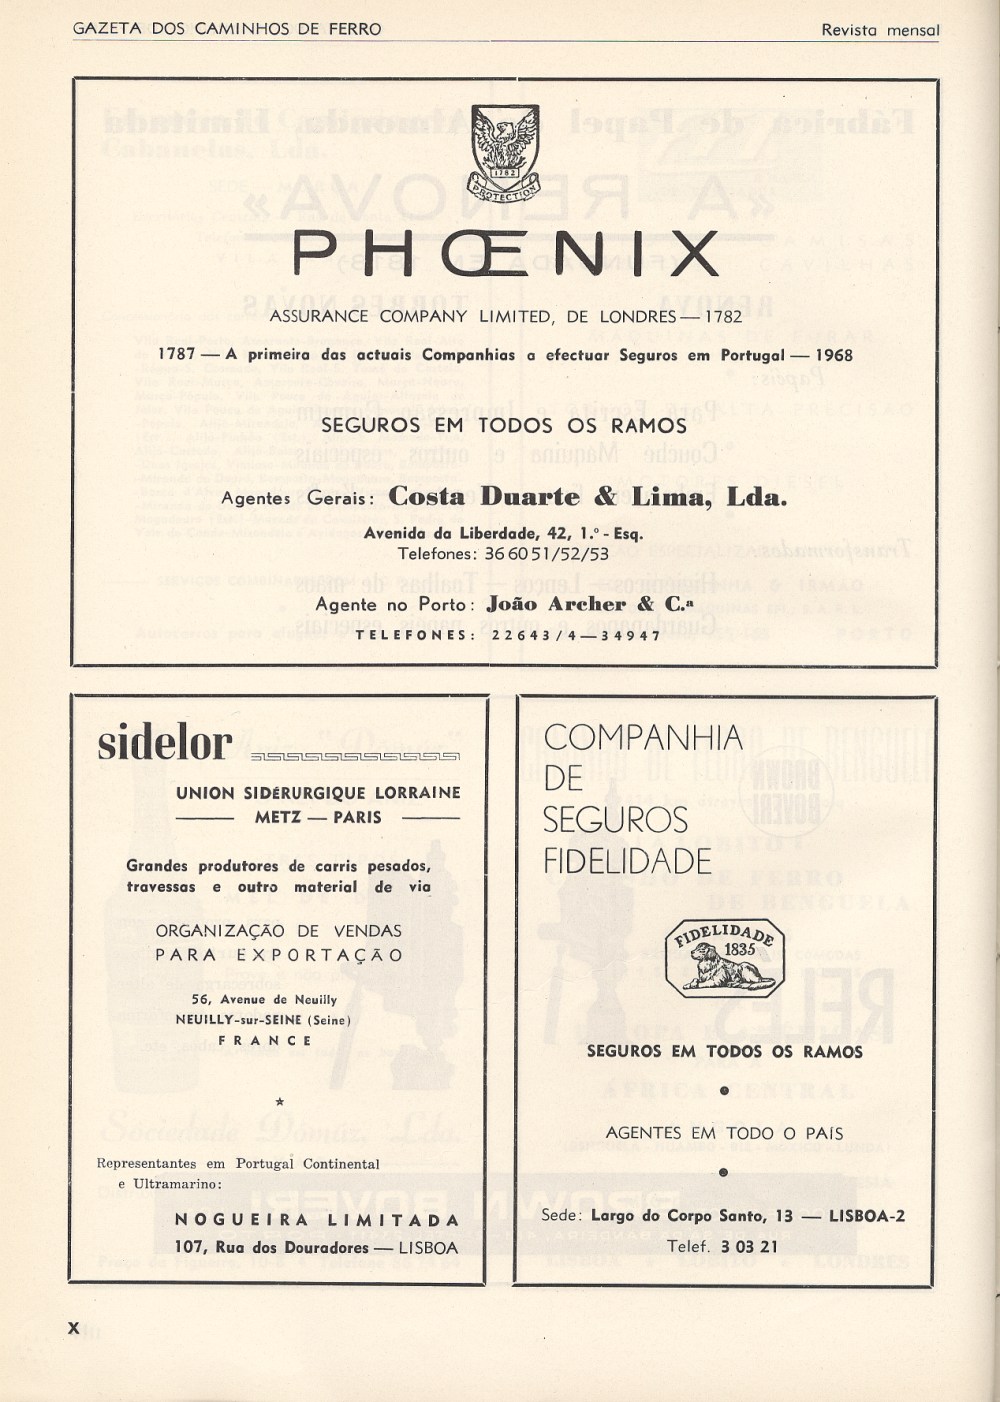 GAZETA DOS CAMINHOS DE FERRO
Revista mensal
1782
PROTECTION
PHŒNIX
ASSURANCE COMPANY LIMITED, DE LONDRES — 1782
1787 — A primeira das actuais Companhias a efectuar Seguros em Portugal — 1968
SEGUROS EM TODOS OS RAMOS
Agentes Gerais: Costa Duarte & Lima, Lda.
Avenida da Liberdade, 42, 1.º - Esq.
Telefones: 36 60 51/52/53
Agente no Porto: João Archer & C.ª
TELEFONES: 22643/4—34947
sidelor
UNION SIDÉRURGIQUE LORRAINE
METZ — PARIS
Grandes produtores de carris pesados,
travessas e outro material de via
ORGANIZAÇÃO DE VENDAS
PARA EXPORTAÇÃO
56, Avenue de Neuilly
NEUILLY-sur-SEINE (Seine)
FRANCE
Representantes em Portugal Continental
e Ultramarino:
NOGUEIRA LIMITADA
107, Rua dos Douradores — LISBOA
COMPANHIA
DE
SEGUROS
FIDELIDADE
FIDELIDADE
1835
SEGUROS EM TODOS OS RAMOS
AGENTES EM TODO O PAÍS
Sede: Largo do Corpo Santo, 13 — LISBOA-2
Telef. 3 03 21
X